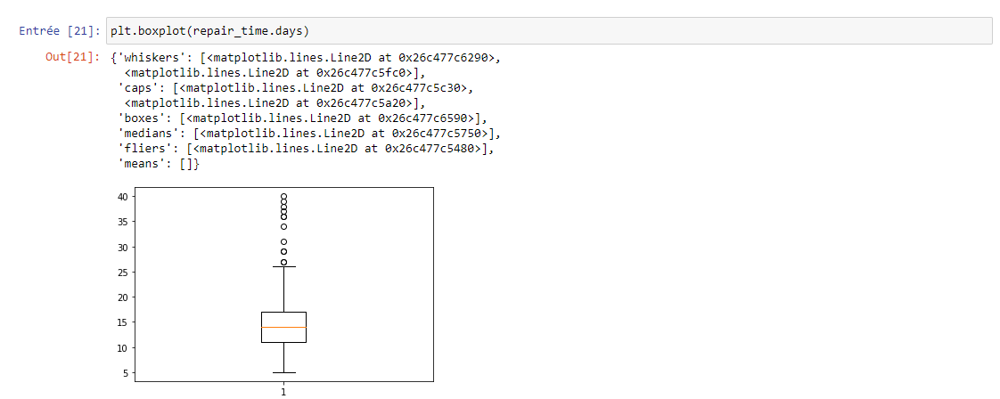 Entrée [21]: plt.boxplot(repair_time.days)
Out[21]: {'whiskers': [<matplotlib.lines.Line2D at 0x26c477c6290>,
<matplotlib.lines.Line2D at 0x26c477c5fc0>],
'caps': [<matplotlib.lines.Line2D at 0x26c477c5c30>,
<matplotlib.lines.Line2D at 0x26c477c5a20>],
'boxes': [<matplotlib.lines.Line2D at 0x26c477c6590>],
'medians': [<matplotlib.lines.Line2D at 0x26c477c5750>],
'fliers': [<matplotlib.lines.Line2D at 0x26c477c5480>],
'means': []}
40
35
30
25
20
15
10
5
1